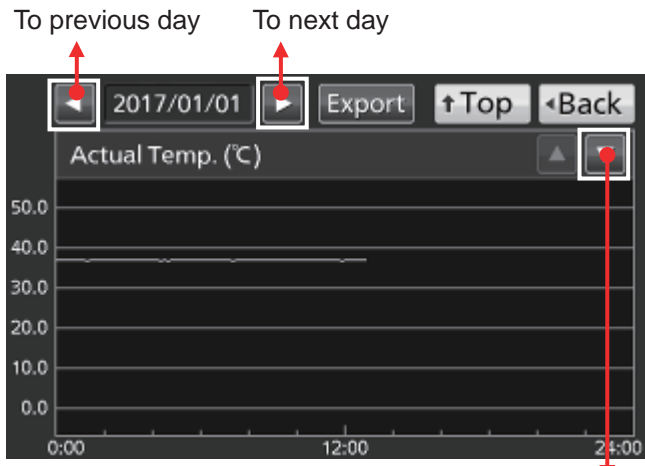 To previous day To next day
◄ 2017/01/01 ► Export ↑Top ◂Back
Actual Temp. (℃) ▲ ▼
50.0
40.0
30.0
20.0
10.0
0.0
0:00 12:00 24:00